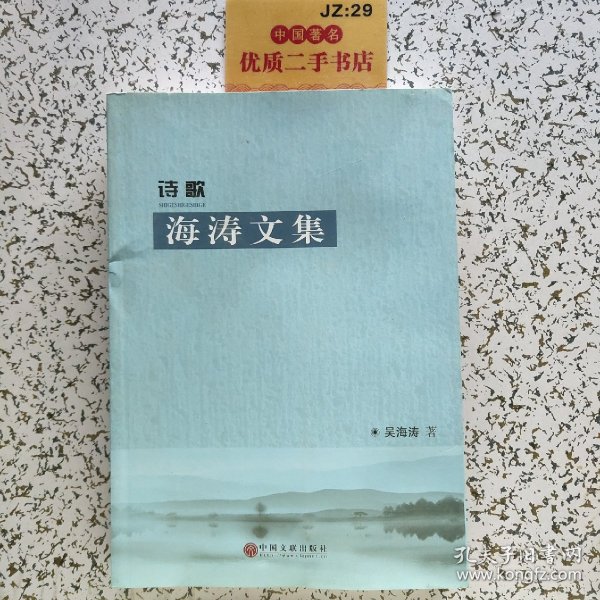 JZ:29
中国著名
优质二手书店
诗歌
SHIGESHIGESHIGE
海涛文集
吴海涛 著
中国文联出版社
孔夫子旧书网
www.kongfz.com